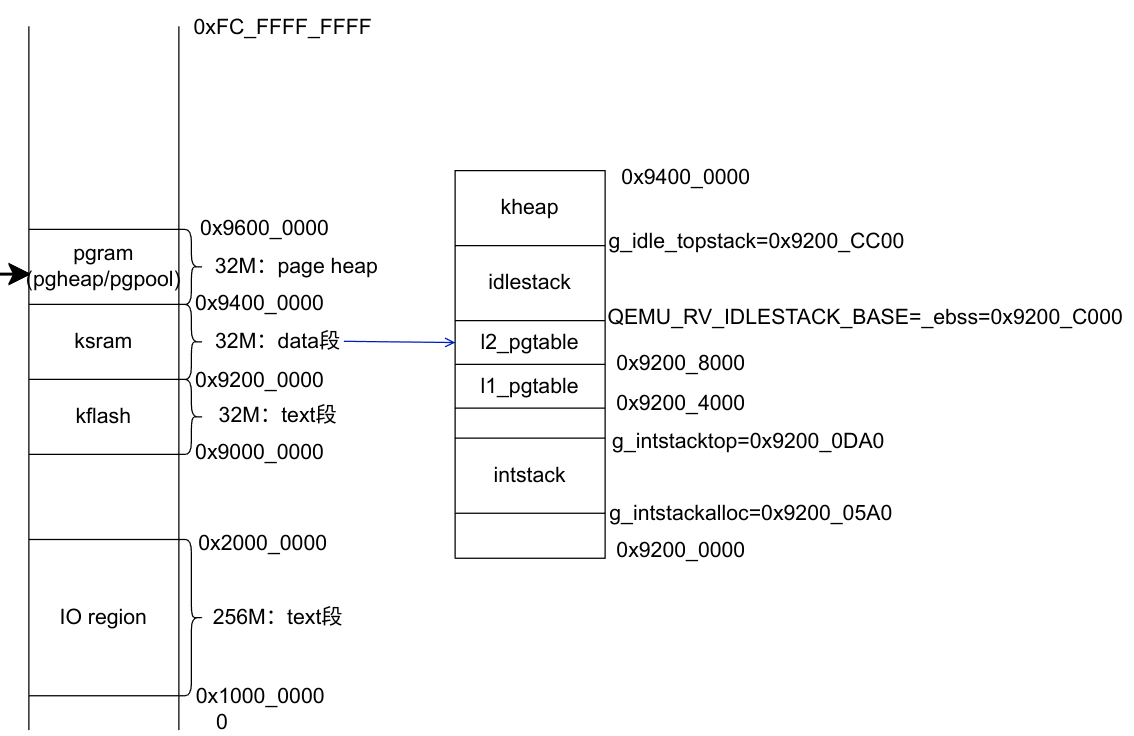 0xFC_FFFF_FFFF
0x9600_0000
pgram
(pgheap/pgpool)
32M：page heap
0x9400_0000
ksram
32M：data段
0x9200_0000
kflash
32M：text段
0x9000_0000
0x2000_0000
IO region
256M：text段
0x1000_0000
0
0x9400_0000
kheap
g_idle_topstack=0x9200_CC00
idlestack
QEMU_RV_IDLESTACK_BASE=_ebss=0x9200_C000
l2_pgtable
0x9200_8000
l1_pgtable
0x9200_4000
g_intstacktop=0x9200_0DA0
intstack
g_intstackalloc=0x9200_05A0
0x9200_0000